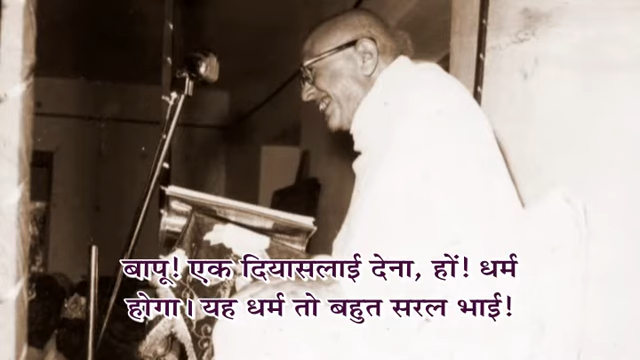 बापू! एक दियासलाई देना, हों! धर्म
होगा। यह धर्म तो बहुत सरल भाई!